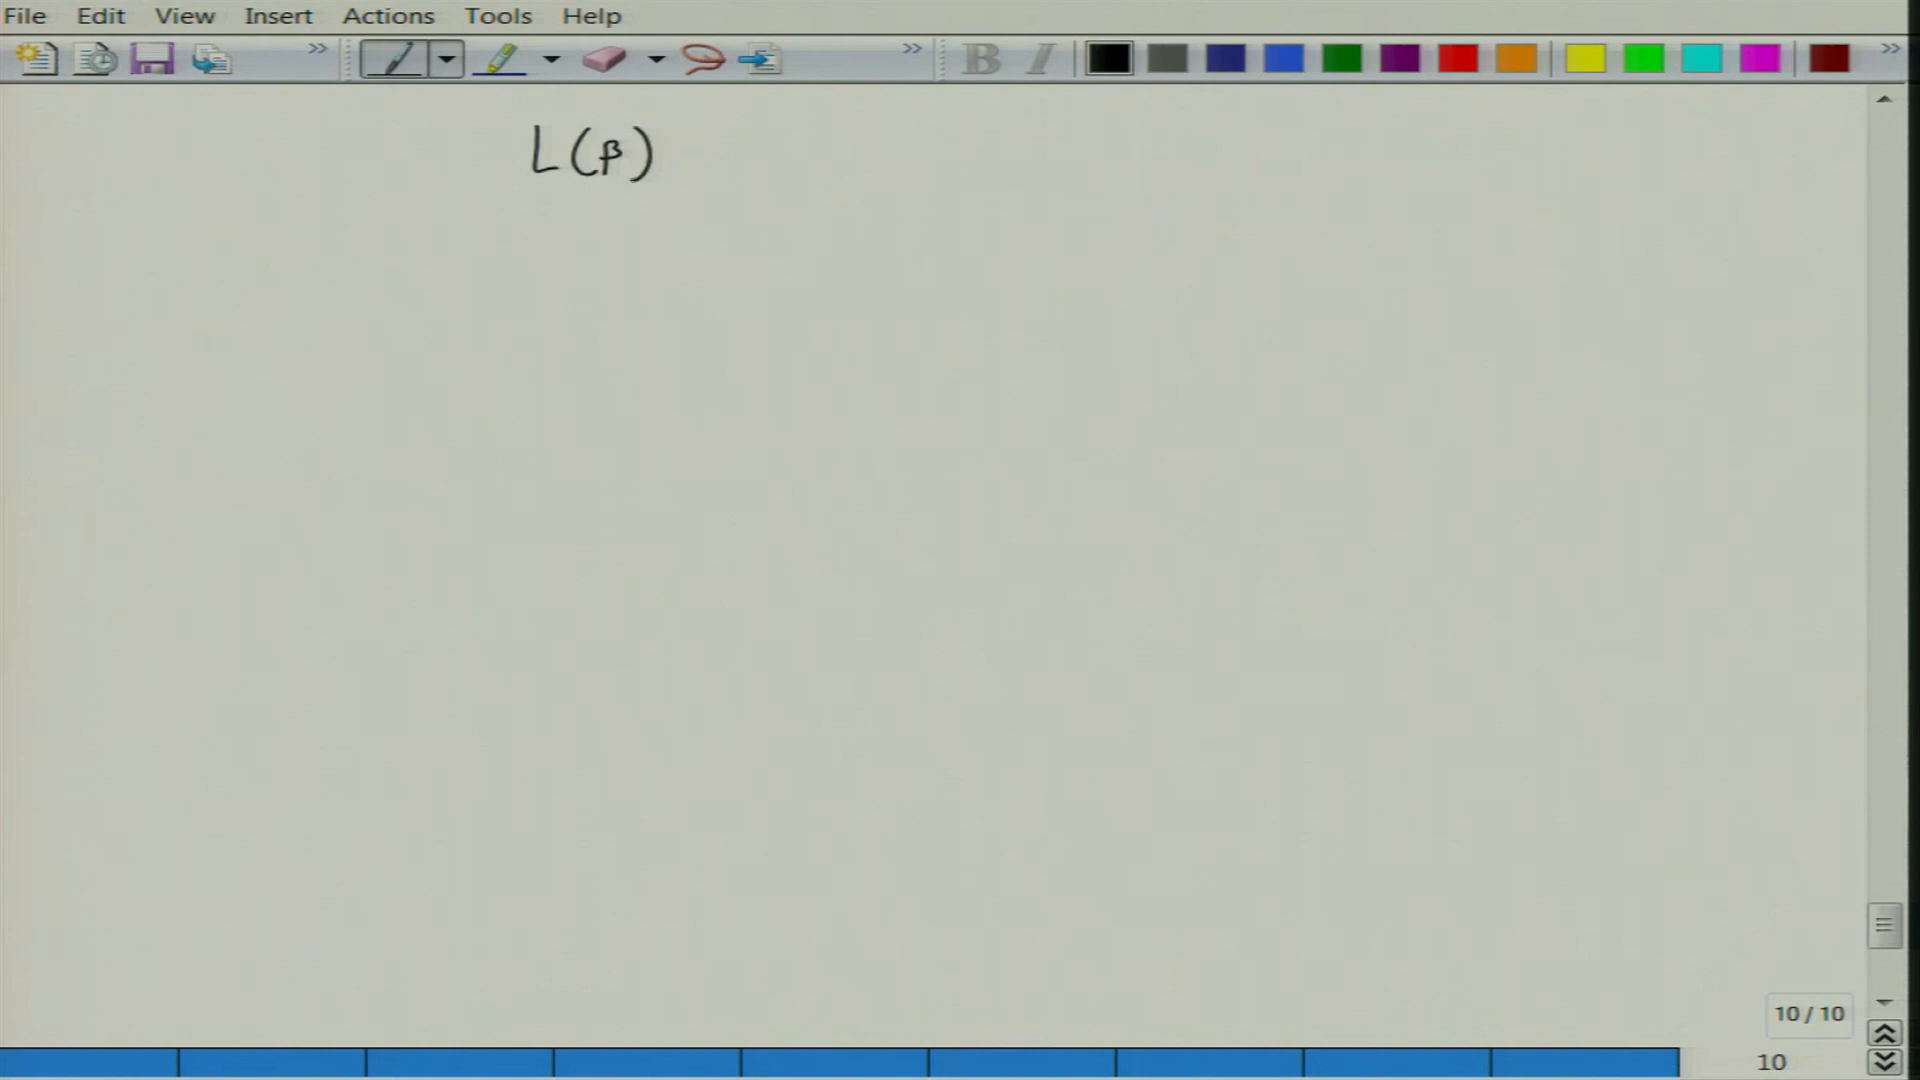 File Edit View Insert Actions Tools Help
B I
L(β)
10 / 10
10